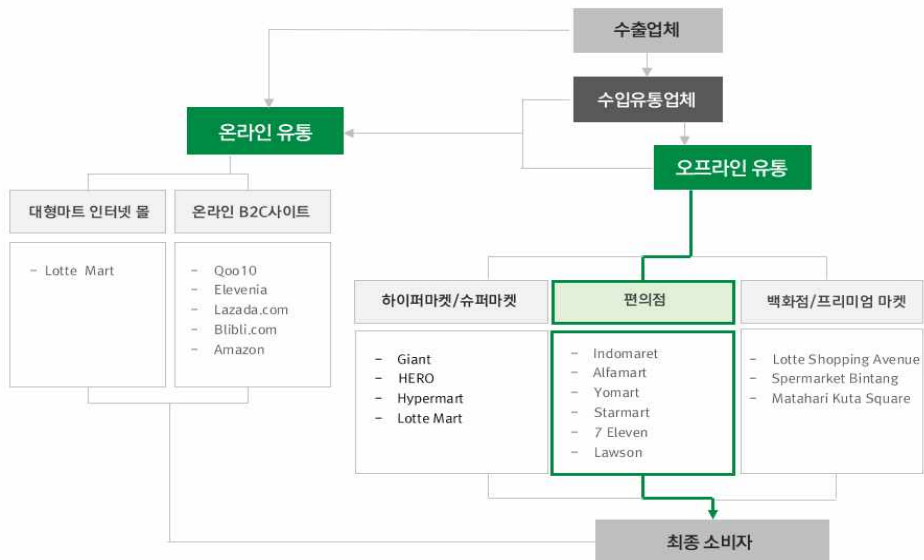 수출업체
수입유통업체
온라인 유통
오프라인 유통
대형마트 인터넷 몰
온라인 B2C사이트
- Lotte Mart
- Qoo10
- Elevenia
- Lazada.com
- Blibli.com
- Amazon
하이퍼마켓/슈퍼마켓
편의점
백화점/프리미엄 마켓
- Giant
- HERO
- Hypermart
- Lotte Mart
- Indomaret
- Alfamart
- Yomart
- Starmart
- 7 Eleven
- Lawson
- Lotte Shopping Avenue
- Spermarket Bintang
- Matahari Kuta Square
최종 소비자